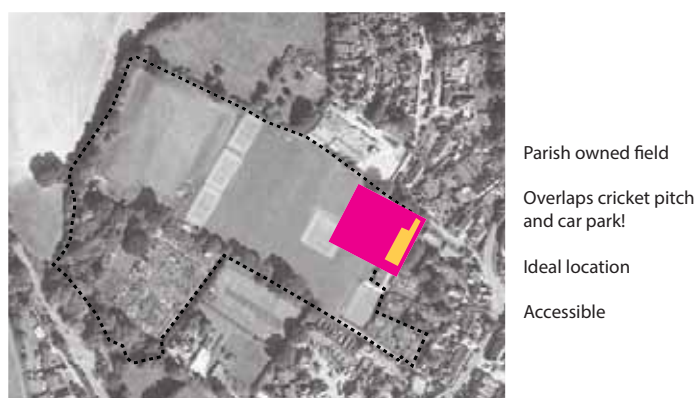 Parish owned field
Overlaps cricket pitch
and car park!
Ideal location
Accessible